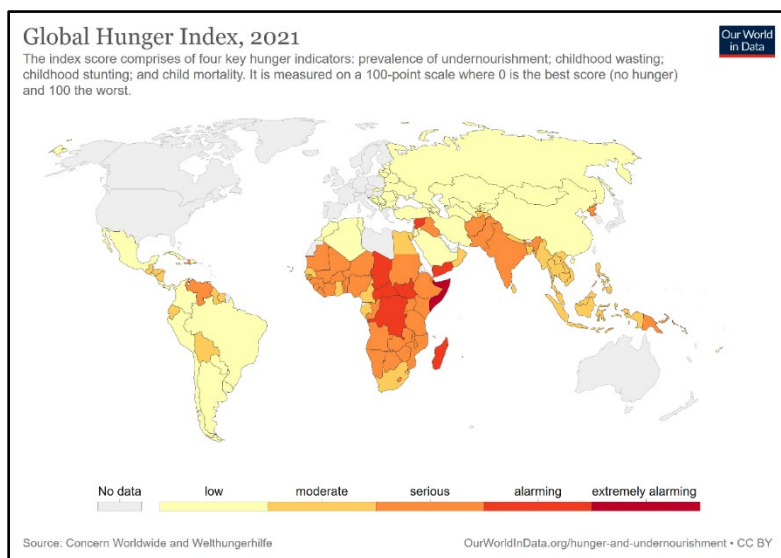 Global Hunger Index, 2021
Our World
in Data
The index score comprises of four key hunger indicators: prevalence of undernourishment; childhood wasting;
childhood stunting; and child mortality. It is measured on a 100-point scale where 0 is the best score (no hunger)
and 100 the worst.
No data
low
moderate
serious
alarming
extremely alarming
Source: Concern Worldwide and Welthungerhilfe
OurWorldInData.org/hunger-and-undernourishment • CC BY